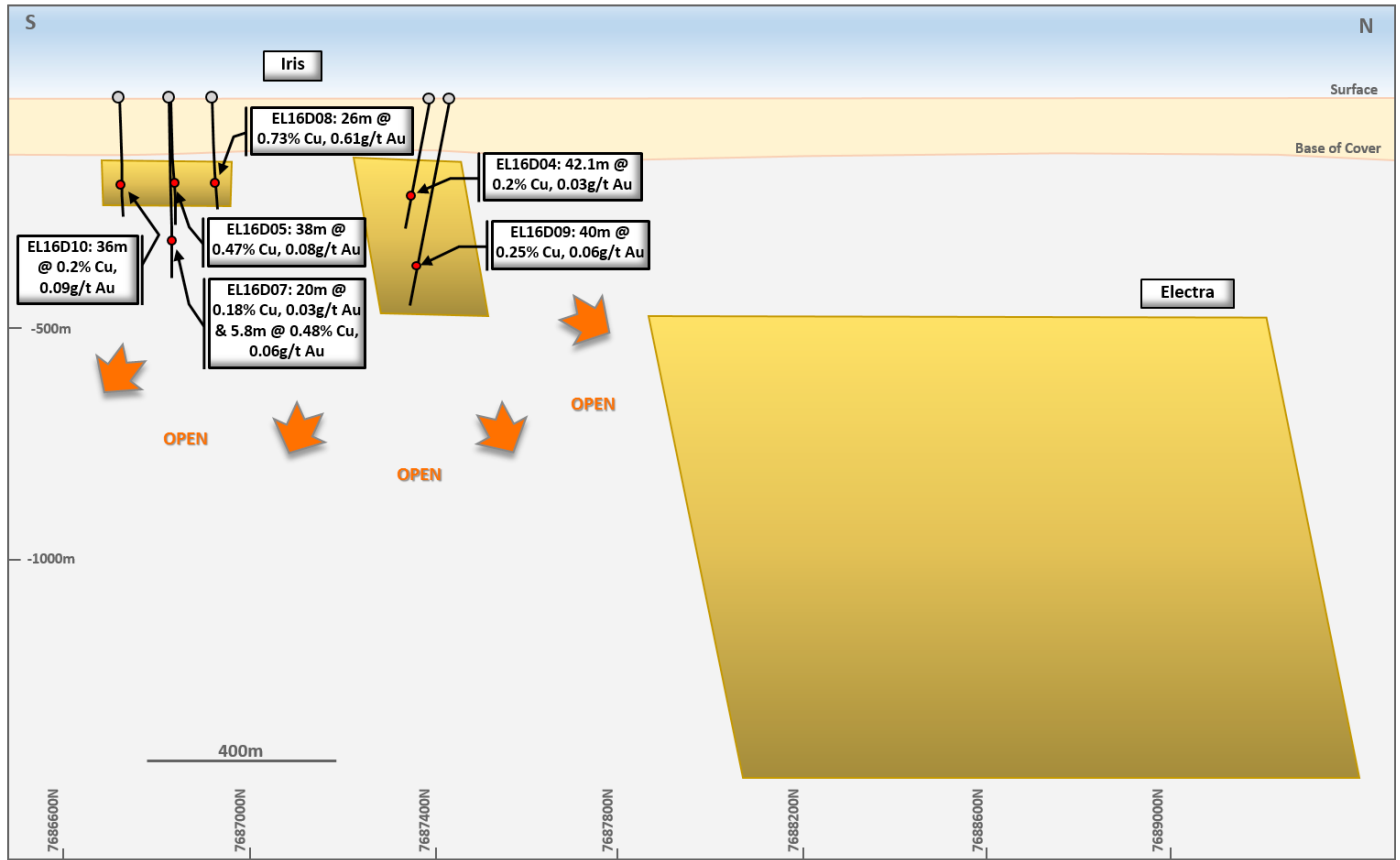 S
N
Iris
Surface
EL16D08: 26m @
0.73% Cu, 0.61g/t Au
Base of Cover
EL16D04: 42.1m @
0.2% Cu, 0.03g/t Au
EL16D05: 38m @
0.47% Cu, 0.08g/t Au
EL16D09: 40m @
0.25% Cu, 0.06g/t Au
EL16D10: 36m
@ 0.2% Cu,
0.09g/t Au
EL16D07: 20m @
0.18% Cu, 0.03g/t Au
& 5.8m @ 0.48% Cu,
0.06g/t Au
Electra
-500m
OPEN
OPEN
OPEN
-1000m
400m
7686600N
7687000N
7687400N
7687800N
7688200N
7688600N
7689000N